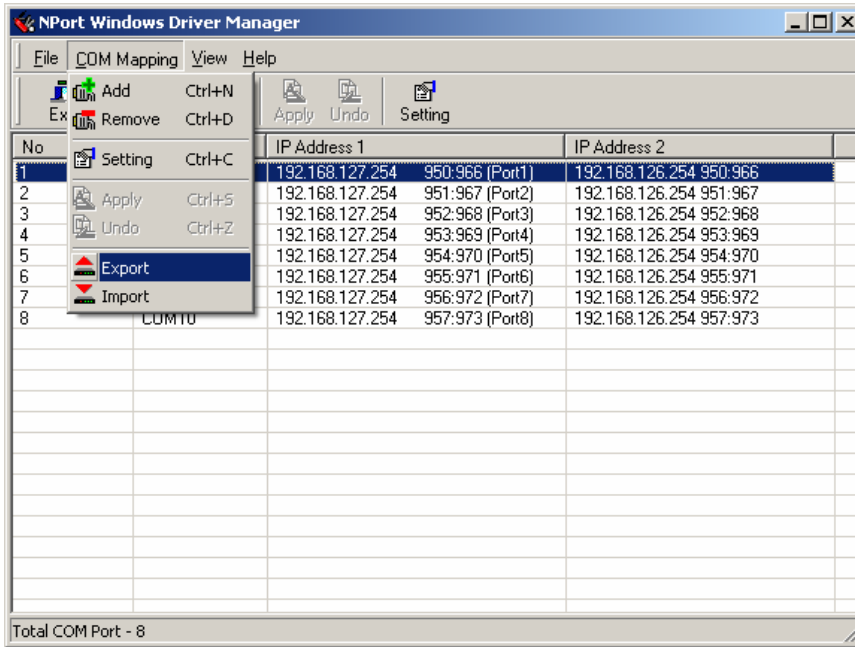 NPort Windows Driver Manager
File COM Mapping View Help
Add Ctrl+N
Remove Ctrl+D
Setting Ctrl+C
Apply Ctrl+S
Undo Ctrl+Z
Export
Import
Ex Apply Undo Setting
No IP Address 1 IP Address 2
1 192.168.127.254 950:966 (Port1) 192.168.126.254 950:966
2 192.168.127.254 951:967 (Port2) 192.168.126.254 951:967
3 192.168.127.254 952:968 (Port3) 192.168.126.254 952:968
4 192.168.127.254 953:969 (Port4) 192.168.126.254 953:969
5 192.168.127.254 954:970 (Port5) 192.168.126.254 954:970
6 192.168.127.254 955:971 (Port6) 192.168.126.254 955:971
7 192.168.127.254 956:972 (Port7) 192.168.126.254 956:972
8 COM10 192.168.127.254 957:973 (Port8) 192.168.126.254 957:973
Total COM Port - 8